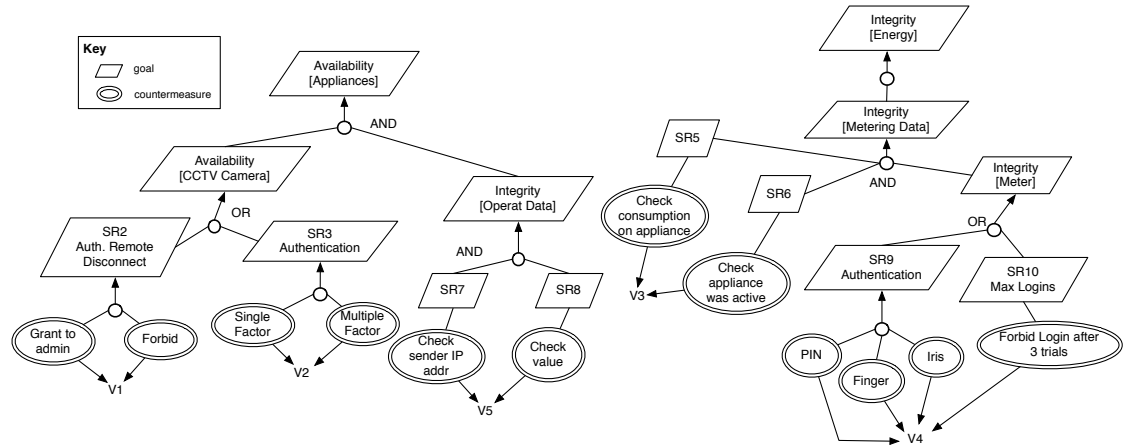 Key
goal
countermeasure
Availability
[Appliances]
AND
Availability
[CCTV Camera]
OR
SR2
Auth. Remote
Disconnect
SR3
Authentication
Grant to
admin
Forbid
V1
Single
Factor
Multiple
Factor
V2
Integrity
[Operat Data]
AND
SR7
SR8
Check
sender IP
addr
Check
value
V5
Integrity
[Energy]
Integrity
[Metering Data]
AND
SR5
SR6
Check
consumption
on appliance
Check
appliance
was active
V3
Integrity
[Meter]
OR
SR9
Authentication
SR10
Max Logins
PIN
Finger
Iris
Forbid Login after
3 trials
V4